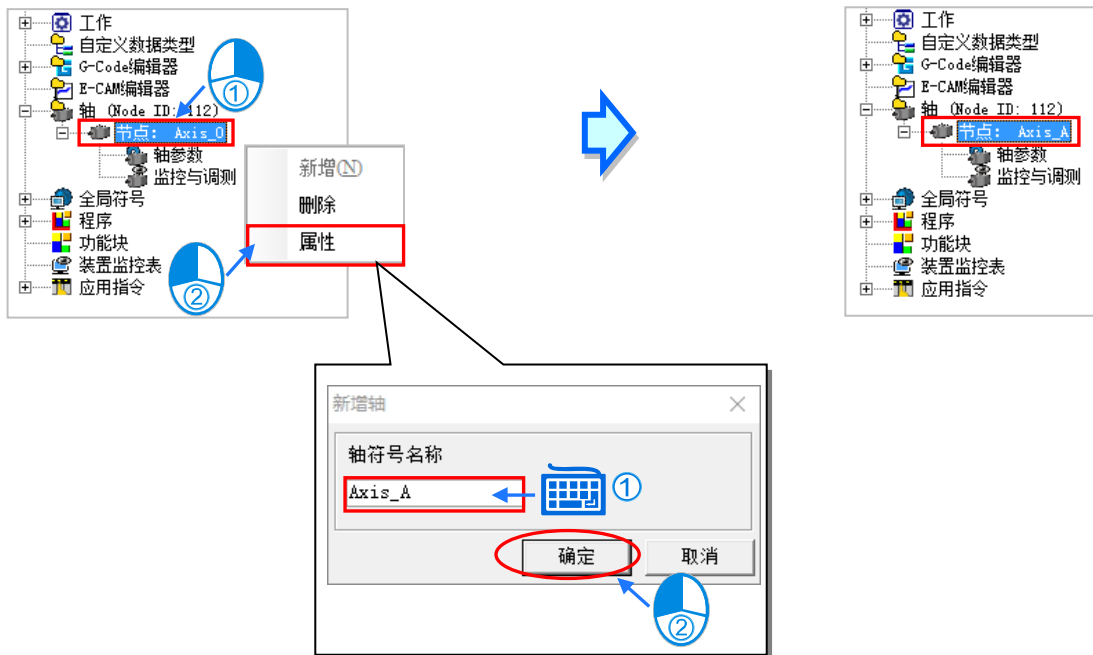 工作
自定义数据类型
G-Code编辑器
E-CAM编辑器
轴 (Node ID: 112)
节点: Axis_0
轴参数
监控与调测
全局符号
程序
功能块
装置监控表
应用指令
①
新增(N)
删除
属性
②
工作
自定义数据类型
G-Code编辑器
E-CAM编辑器
轴 (Node ID: 112)
节点: Axis_A
轴参数
监控与调测
全局符号
程序
功能块
装置监控表
应用指令
新增轴
轴符号名称
Axis_A
①
确定
取消
②